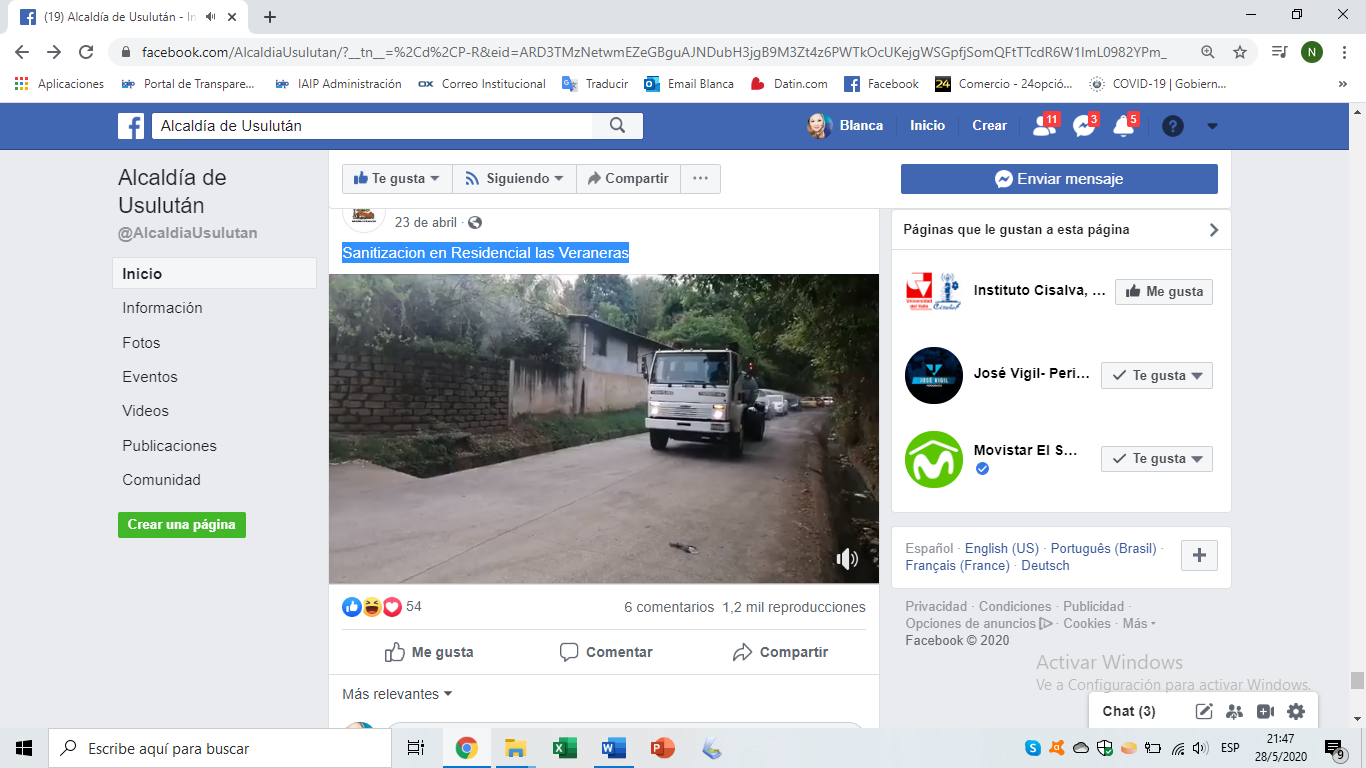 (19) Alcaldía de Usulután - In
facebook.com/AlcaldiaUsulutan/?__tn__=%2Cd%2CP-R&eid=ARD3TMzNetwmEZeGBguAJNDubH3jgB9M3Zt4z6PWTkOcUKejgWSGpfjSomQFtTTcdR6W1ImL0982YPm_
N
Aplicaciones
Portal de Transpare...
IAIP Administración
Correo Institucional
Traducir
Email Blanca
Datin.com
Facebook
24 Comercio - 24opció...
COVID-19 | Gobiern...
Alcaldía de Usulután
Blanca
Inicio
Crear
11
3
5
Alcaldía de
Usulután
@AlcaldiaUsulutan
Inicio
Información
Fotos
Eventos
Videos
Publicaciones
Comunidad
Crear una página
Te gusta
Siguiendo
Compartir
Enviar mensaje
23 de abril ·
Sanitizacion en Residencial las Veraneras
54
6 comentarios 1,2 mil reproducciones
Me gusta
Comentar
Compartir
Más relevantes
Páginas que le gustan a esta página
Instituto Cisalva, ...
Me gusta
JOSÉ VIGIL
José Vigil- Peri...
Te gusta
Movistar El S...
Te gusta
Español · English (US) · Português (Brasil) ·
Français (France) · Deutsch
Privacidad · Condiciones · Publicidad ·
Opciones de anuncios · Cookies · Más
Facebook © 2020
Activar Windows
Ve a Configuración para activar Windows.
Chat (3)
Escribe aquí para buscar
ESP
21:47
28/5/2020
9